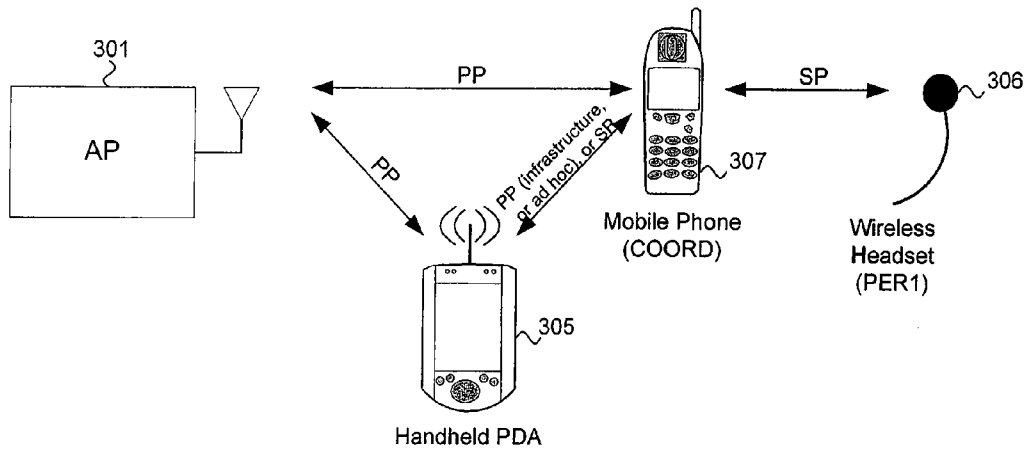 301
AP
PP
PP
PP (infrastructure,
or ad hoc), or SP
SP
306
307
Mobile Phone
(COORD)
Wireless
Headset
(PER1)
305
Handheld PDA